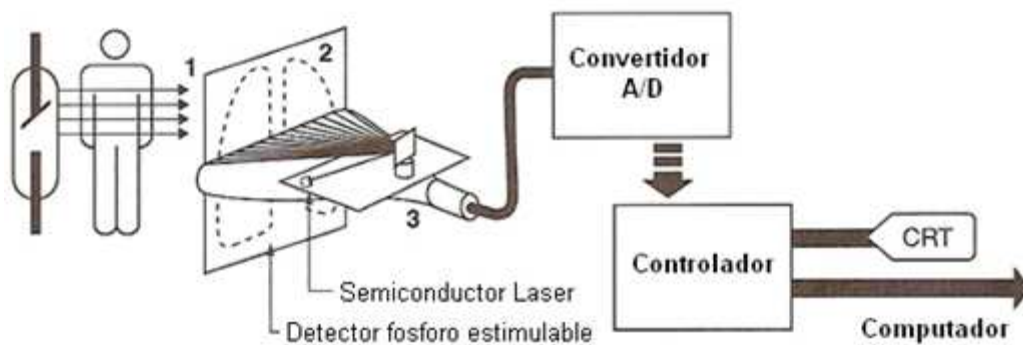 1
2
3
Convertidor
A/D
Controlador
CRT
Computador
Semiconductor Laser
Detector fosforo estimulable